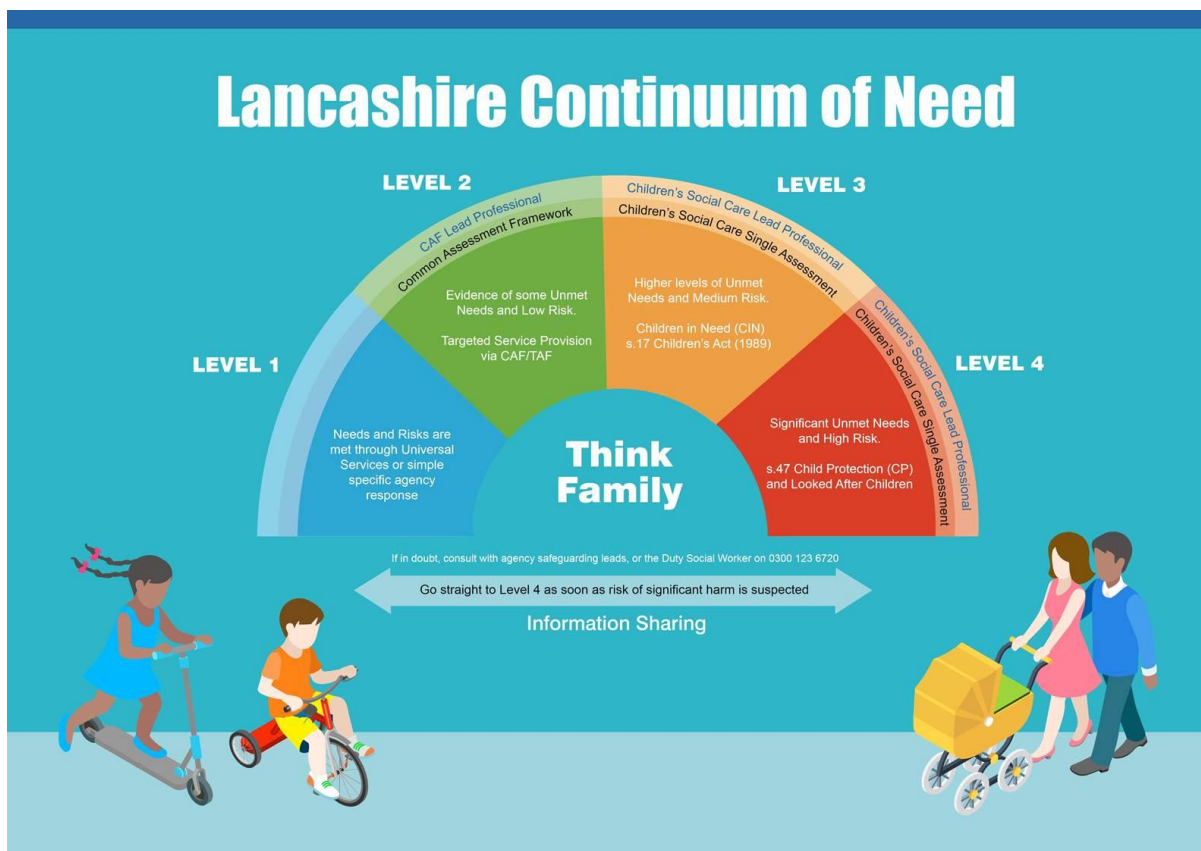 Lancashire Continuum of Need
LEVEL 1
Needs and Risks are
met through Universal
Services or simple
specific agency
response
LEVEL 2
CAF Lead Professional
Common Assessment Framework
Evidence of some Unmet
Needs and Low Risk.
Targeted Service Provision
via CAF/TAF
LEVEL 3
Children's Social Care Lead Professional
Children's Social Care Single Assessment
Higher levels of Unmet
Needs and Medium Risk.
Children in Need (CIN)
s.17 Children's Act (1989)
LEVEL 4
Children's Social Care Lead Professional
Children's Social Care Single Assessment
Significant Unmet Needs
and High Risk.
s.47 Child Protection (CP)
and Looked After Children
Think
Family
If in doubt, consult with agency safeguarding leads, or the Duty Social Worker on 0300 123 6720
Go straight to Level 4 as soon as risk of significant harm is suspected
Information Sharing